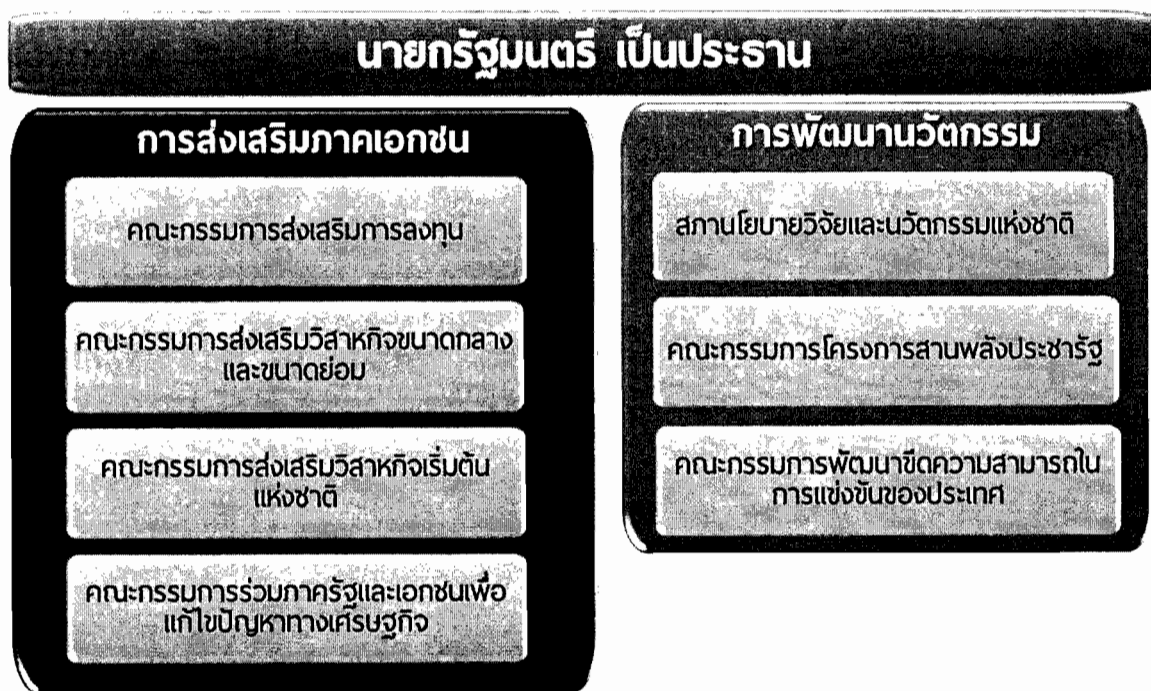 นายกรัฐมนตรี เป็นประธาน
การส่งเสริมภาคเอกชน
คณะกรรมการส่งเสริมการลงทุน
คณะกรรมการส่งเสริมวิสาหกิจขนาดกลาง
และขนาดย่อม
คณะกรรมการส่งเสริมวิสาหกิจเริ่มต้น
แห่งชาติ
คณะกรรมการร่วมภาครัฐและเอกชนเพื่อ
แก้ไขปัญหาทางเศรษฐกิจ
การพัฒนานวัตกรรม
สภานโยบายวิจัยและนวัตกรรมแห่งชาติ
คณะกรรมการโครงการสานพลังประชารัฐ
คณะกรรมการพัฒนาขีดความสามารถใน
การแข่งขันของประเทศ